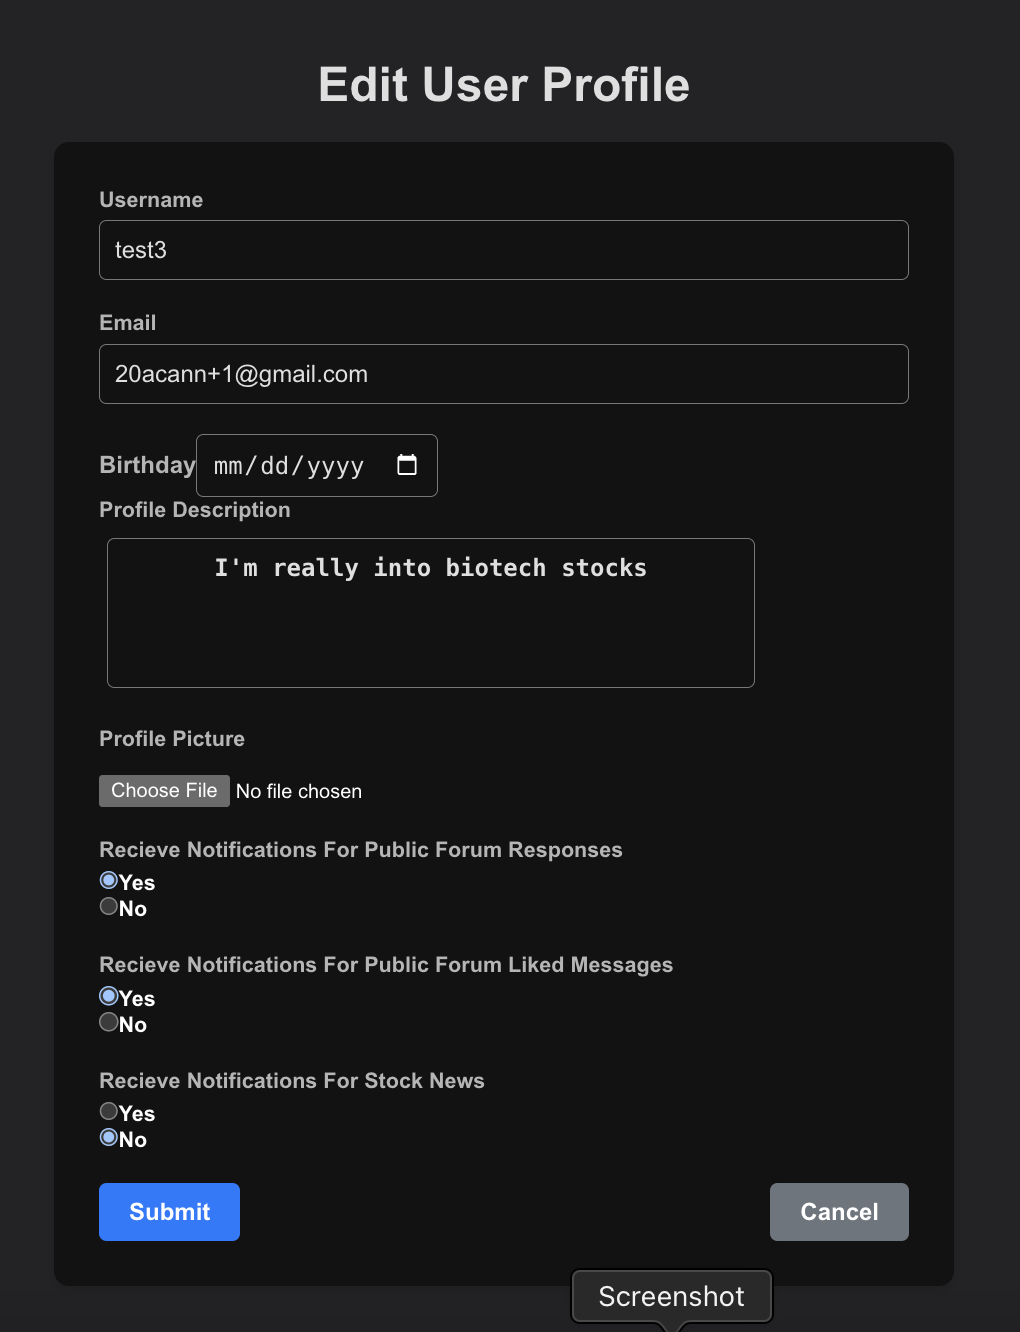 Edit User Profile
Username
test3
Email
20acann+1@gmail.com
Birthday mm/dd/yyyy
Profile Description
I'm really into biotech stocks
Profile Picture
Choose File No file chosen
Recieve Notifications For Public Forum Responses
Yes
No
Recieve Notifications For Public Forum Liked Messages
Yes
No
Recieve Notifications For Stock News
Yes
No
Submit Cancel
Screenshot